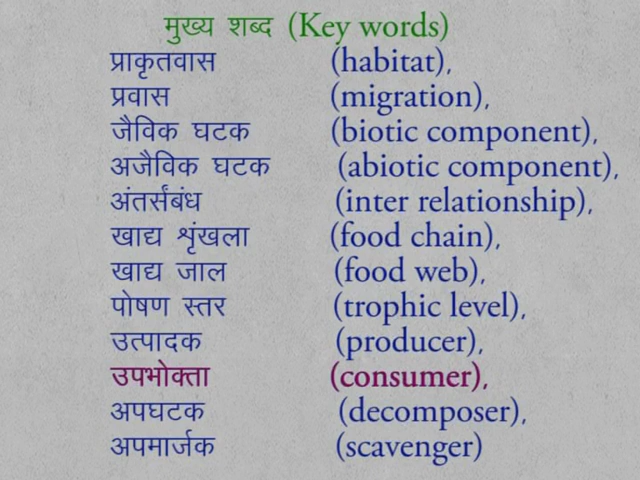 मुख्य शब्द (Key words)
प्राकृतवास (habitat),
प्रवास (migration),
जैविक घटक (biotic component),
अजैविक घटक (abiotic component),
अंतर्संबंध (inter relationship),
खाद्य शृंखला (food chain),
खाद्य जाल (food web),
पोषण स्तर (trophic level),
उत्पादक (producer),
उपभोक्ता (consumer),
अपघटक (decomposer),
अपमार्जक (scavenger)